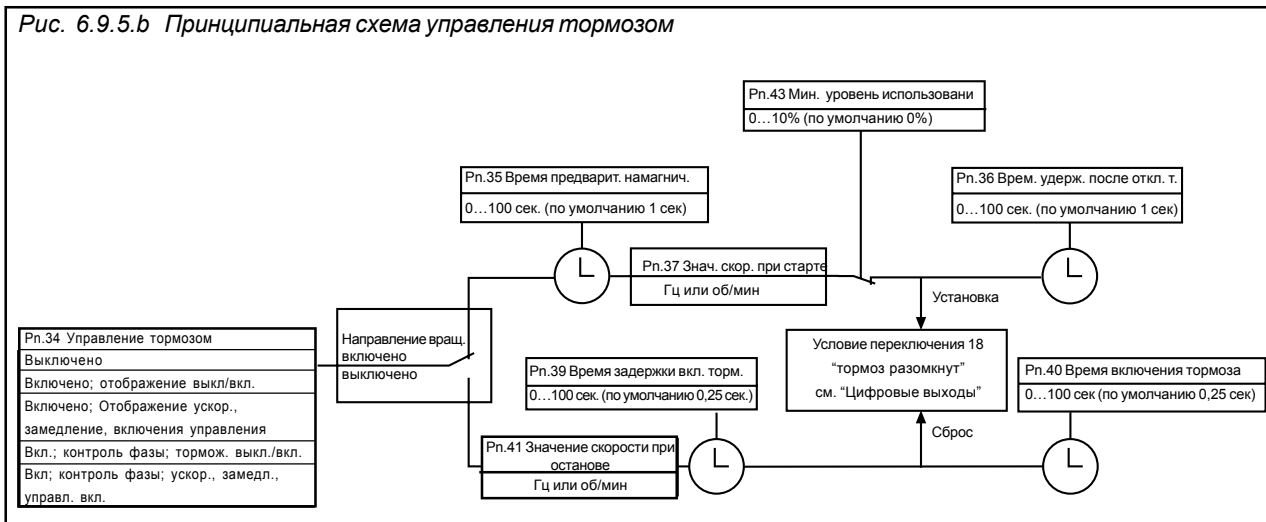 Рис. 6.9.5.b Принципиальная схема управления тормозом
Pn.43 Мин. уровень использовани
0…10% (по умолчанию 0%)
Pn.35 Время предварит. намагнич.
0…100 сек. (по умолчанию 1 сек)
Pn.36 Врем. удерж. после откл. т.
0…100 сек. (по умолчанию 1 сек)
Pn.37 Знач. скор. при старте
Гц или об/мин
Установка
Pn.34 Управление тормозом
Выключено
Включено; отображение выкл/вкл.
Включено; Отображение ускор.,
замедление, включения управления
Вкл.; контроль фазы; тормож. выкл./вкл.
Вкл; контроль фазы; ускор., замедл.,
управл. вкл.
Направление вращ.
включено
выключено
Условие переключения 18
“тормоз разомкнут”
см. “Цифровые выходы”
Pn.39 Время задержки вкл. торм.
0…100 сек. (по умолчанию 0,25 сек.)
Pn.40 Время включения тормоза
0…100 сек (по умолчанию 0,25 сек)
Сброс
Pn.41 Значение скорости при
останове
Гц или об/мин